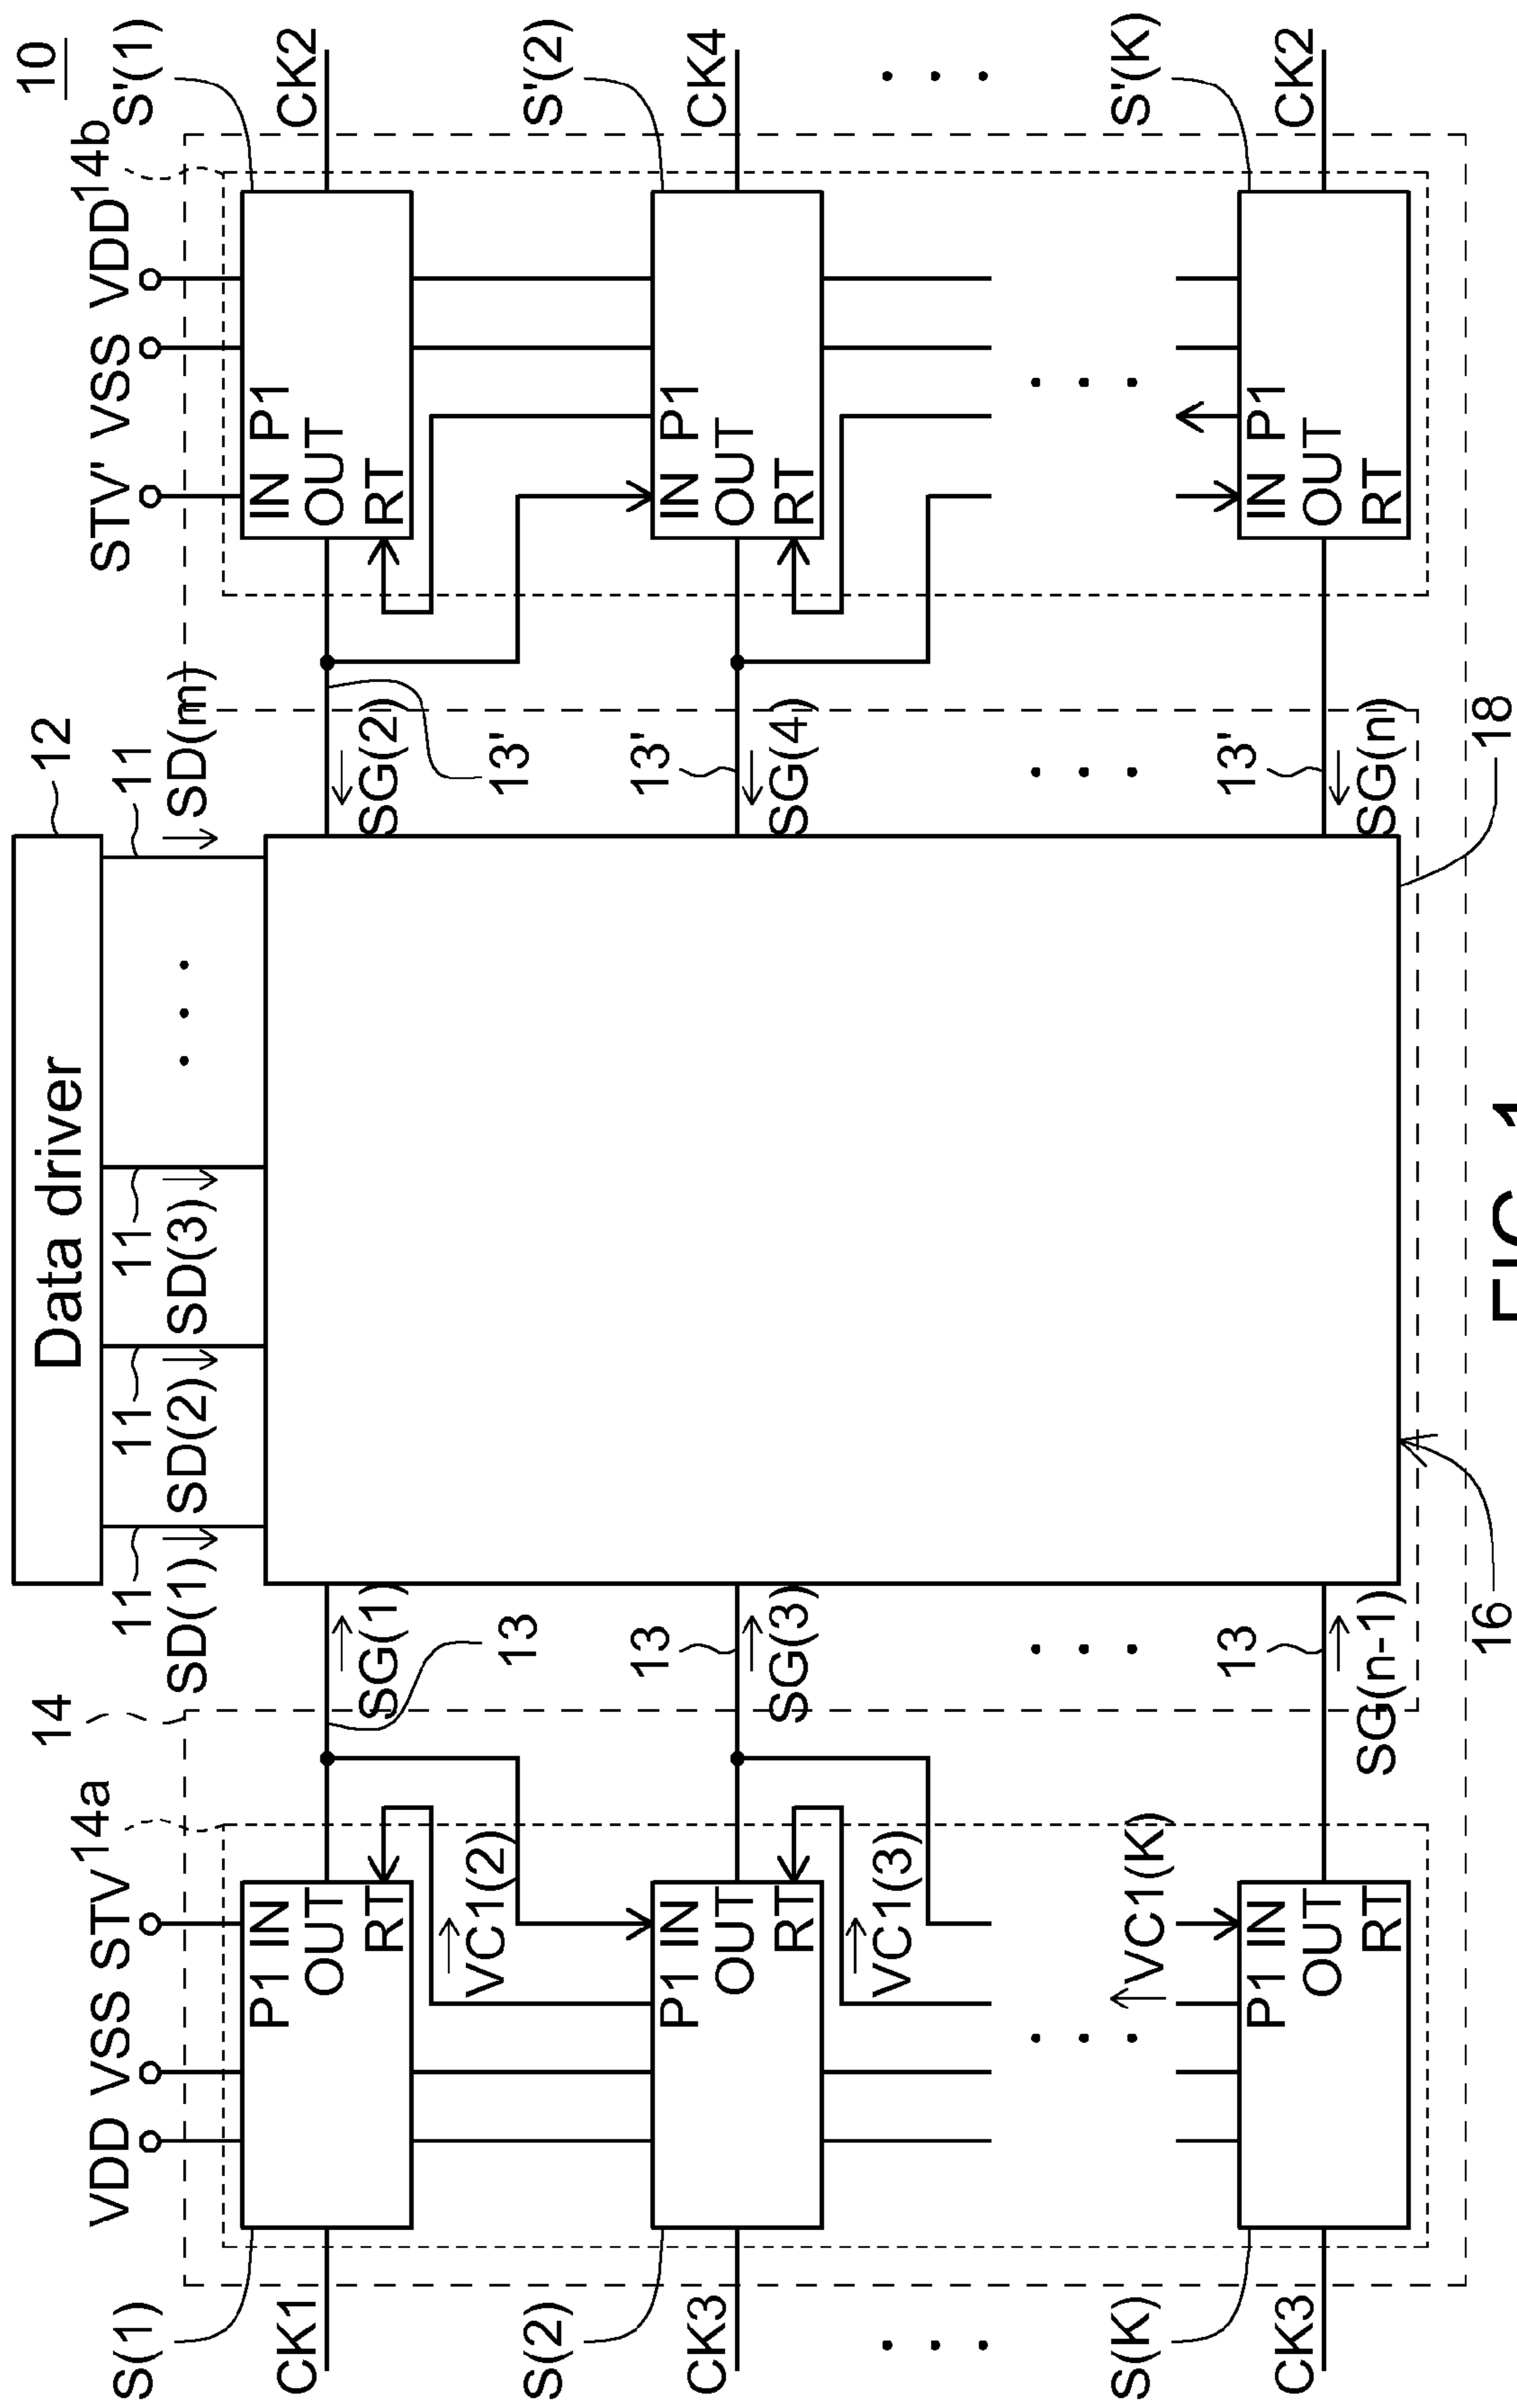 10
Data driver
12
14
11
11
11
11
SD(1)
SD(2)
SD(3)
SD(m)
. . .
VDD VSS STV
14a
STV' VSS VDD
14b
S(1)
P1 IN
OUT
RT
CK1
SG(1)
13
VC1(2)
S'(1)
IN P1
OUT
RT
CK2
SG(2)
13'
S(2)
P1 IN
OUT
RT
CK3
13
SG(3)
VC1(3)
S'(2)
IN P1
OUT
RT
CK4
13'
SG(4)
. . .
. . .
. . .
. . .
. . .
. . .
VC1(K)
S(K)
P1 IN
OUT
RT
CK3
13
SG(n-1)
S'(K)
IN P1
OUT
RT
CK2
13'
SG(n)
16
18
FIG. 1